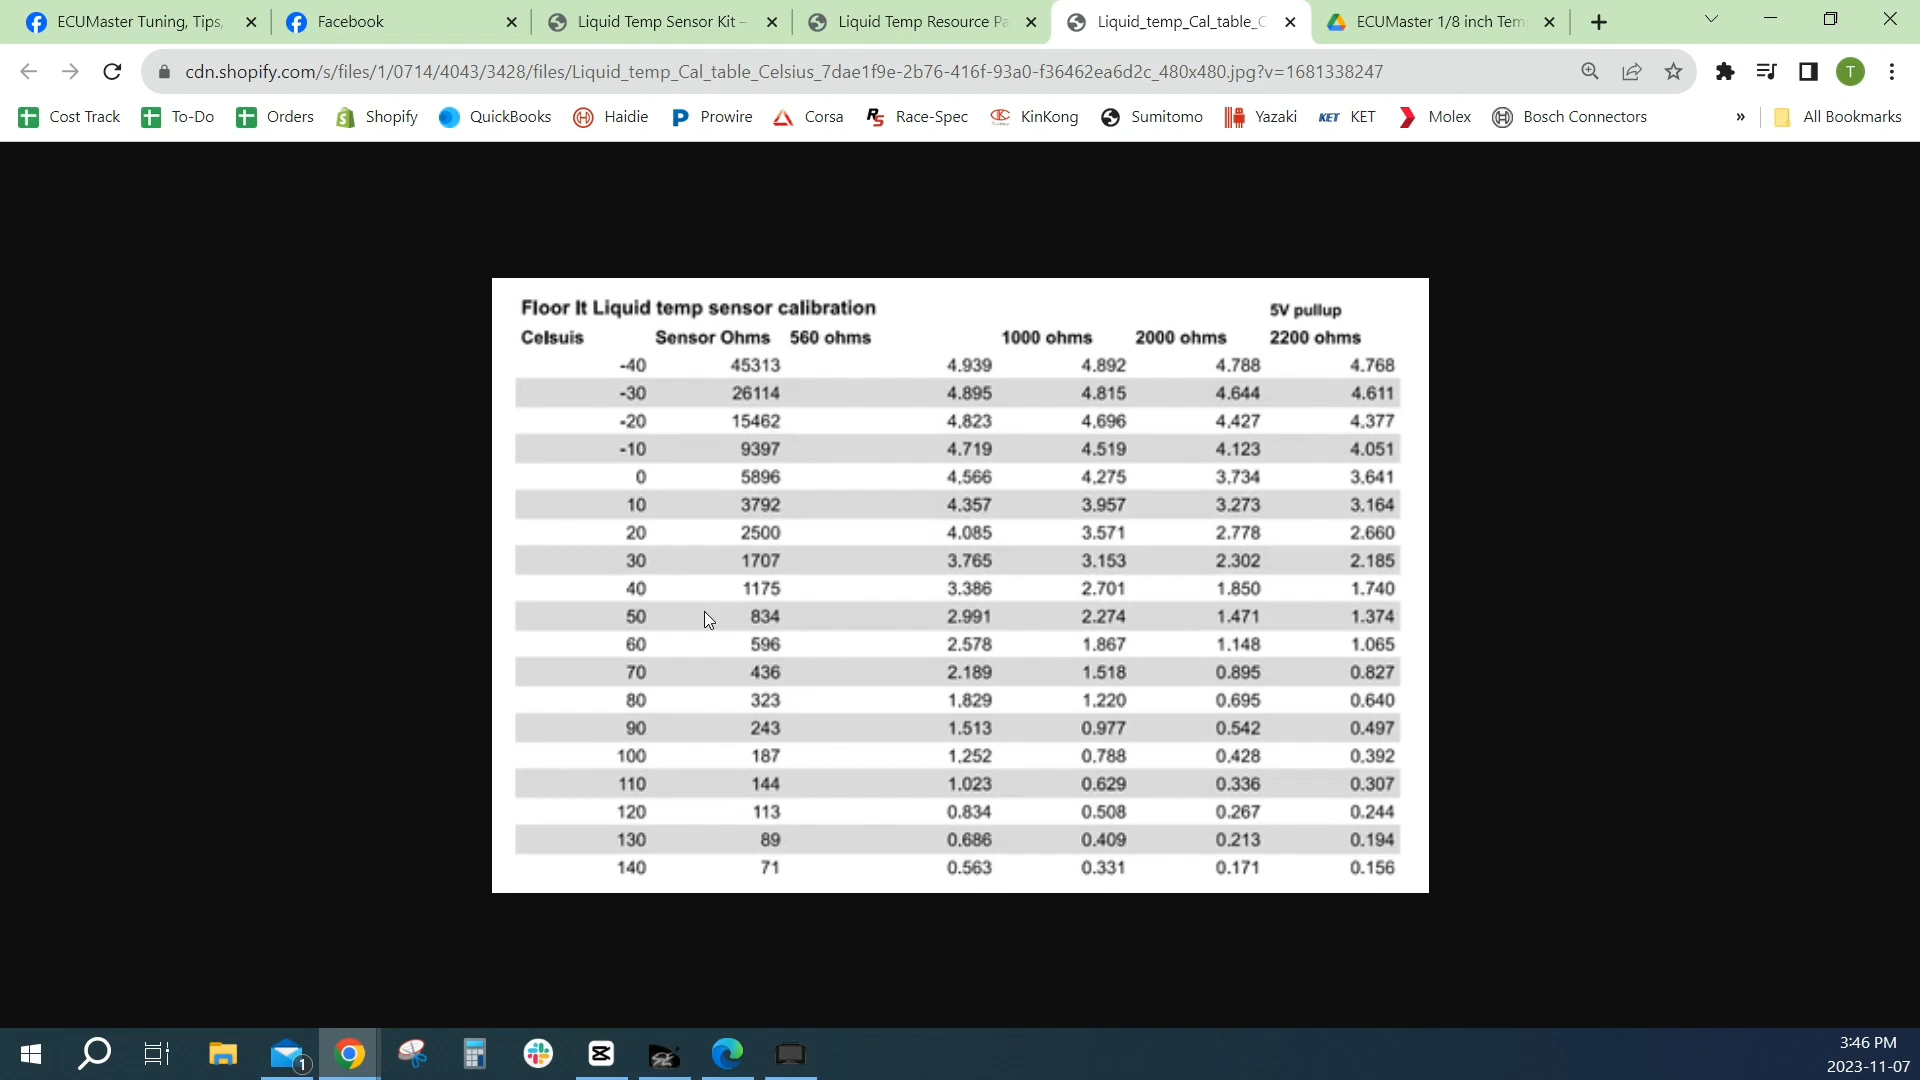 ECUMaster Tuning, Tips,
Facebook
Liquid Temp Sensor Kit –
Liquid Temp Resource Pa
Liquid_temp_Cal_table_C
ECUMaster 1/8 inch Tem
cdn.shopify.com/s/files/1/0714/4043/3428/files/Liquid_temp_Cal_table_Celsius_7dae1f9e-2b76-416f-93a0-f36462ea6d2c_480x480.jpg?v=1681338247
T
Cost Track To-Do Orders Shopify QuickBooks Haidie Prowire Corsa Race-Spec KinKong Sumitomo Yazaki KET KET Molex Bosch Connectors » All Bookmarks
Floor It Liquid temp sensor calibration 5V pullup
Celsuis Sensor Ohms 560 ohms 1000 ohms 2000 ohms 2200 ohms
-40 45313 4.939 4.892 4.788 4.768
-30 26114 4.895 4.815 4.644 4.611
-20 15462 4.823 4.696 4.427 4.377
-10 9397 4.719 4.519 4.123 4.051
0 5896 4.566 4.275 3.734 3.641
10 3792 4.357 3.957 3.273 3.164
20 2500 4.085 3.571 2.778 2.660
30 1707 3.765 3.153 2.302 2.185
40 1175 3.386 2.701 1.850 1.740
50 834 2.991 2.274 1.471 1.374
60 596 2.578 1.867 1.148 1.065
70 436 2.189 1.518 0.895 0.827
80 323 1.829 1.220 0.695 0.640
90 243 1.513 0.977 0.542 0.497
100 187 1.252 0.788 0.428 0.392
110 144 1.023 0.629 0.336 0.307
120 113 0.834 0.508 0.267 0.244
130 89 0.686 0.409 0.213 0.194
140 71 0.563 0.331 0.171 0.156
1
3:46 PM
2023-11-07